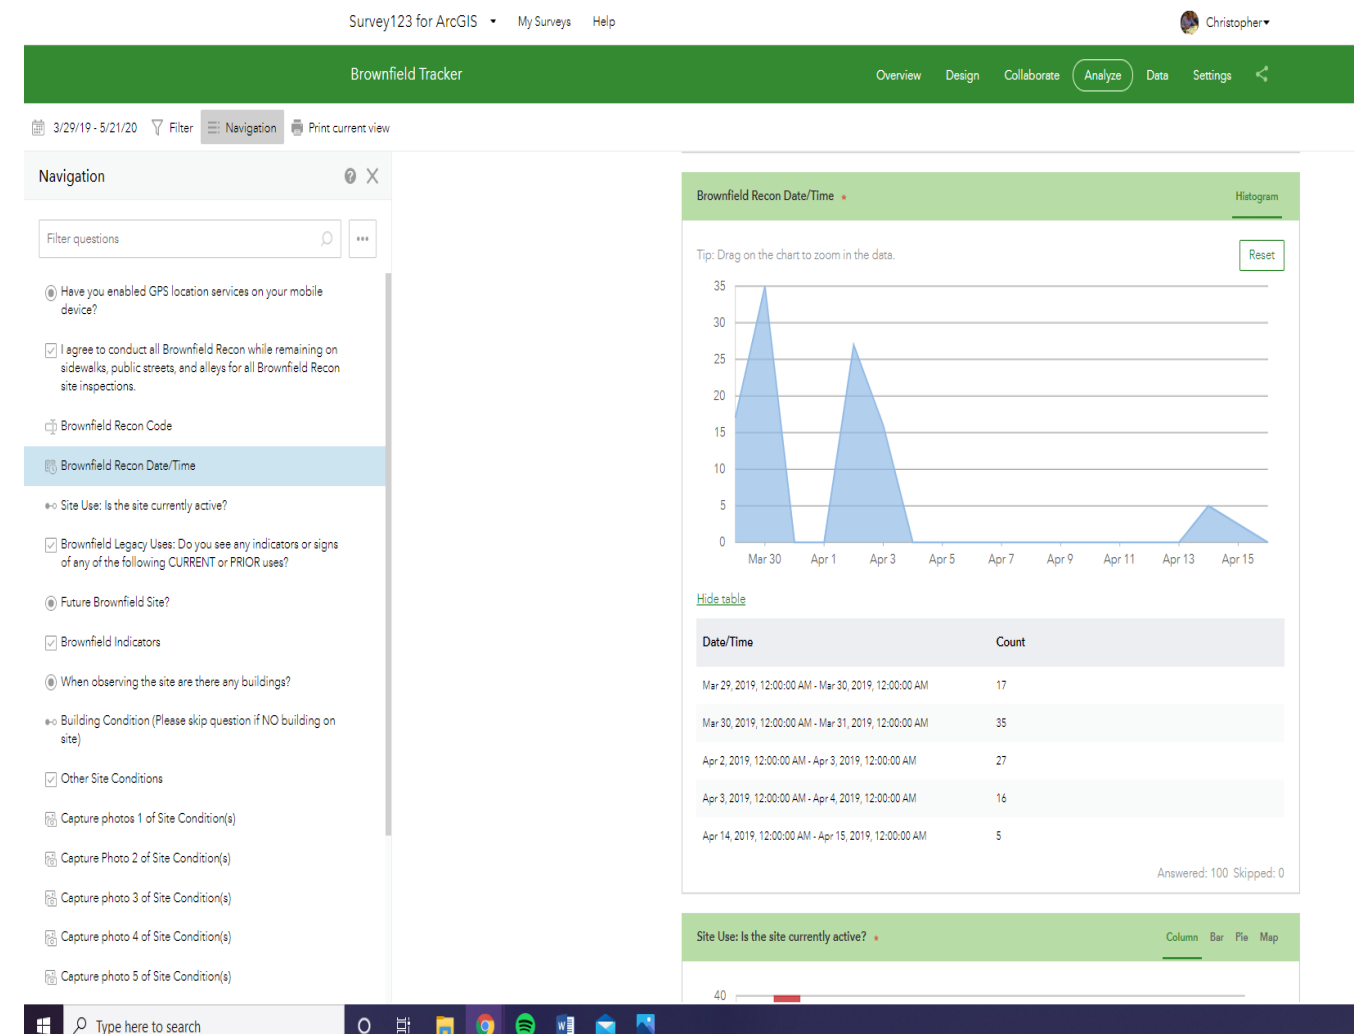 Survey123 for ArcGIS My Surveys Help Christopher
Brownfield Tracker Overview Design Collaborate Analyze Data Settings
3/29/19 - 5/21/20 Filter Navigation Print current view
Navigation
Filter questions
Have you enabled GPS location services on your mobile
device?
I agree to conduct all Brownfield Recon while remaining on
sidewalks, public streets, and alleys for all Brownfield Recon
site inspections.
Brownfield Recon Code
Brownfield Recon Date/Time
Site Use: Is the site currently active?
Brownfield Legacy Uses: Do you see any indicators or signs
of any of the following CURRENT or PRIOR uses?
Future Brownfield Site?
Brownfield Indicators
When observing the site are there any buildings?
Building Condition (Please skip question if NO building on
site)
Other Site Conditions
Capture photos 1 of Site Condition(s)
Capture Photo 2 of Site Condition(s)
Capture photo 3 of Site Condition(s)
Capture photo 4 of Site Condition(s)
Capture photo 5 of Site Condition(s)
Brownfield Recon Date/Time Histogram
Tip: Drag on the chart to zoom in the data. Reset
35
30
25
20
15
10
5
0
Mar 30 Apr 1 Apr 3 Apr 5 Apr 7 Apr 9 Apr 11 Apr 13 Apr 15
Hide table
Date/Time Count
Mar 29, 2019, 12:00:00 AM - Mar 30, 2019, 12:00:00 AM 17
Mar 30, 2019, 12:00:00 AM - Mar 31, 2019, 12:00:00 AM 35
Apr 2, 2019, 12:00:00 AM - Apr 3, 2019, 12:00:00 AM 27
Apr 3, 2019, 12:00:00 AM - Apr 4, 2019, 12:00:00 AM 16
Apr 14, 2019, 12:00:00 AM - Apr 15, 2019, 12:00:00 AM 5
Answered: 100 Skipped: 0
Site Use: Is the site currently active? Column Bar Pie Map
40
Type here to search